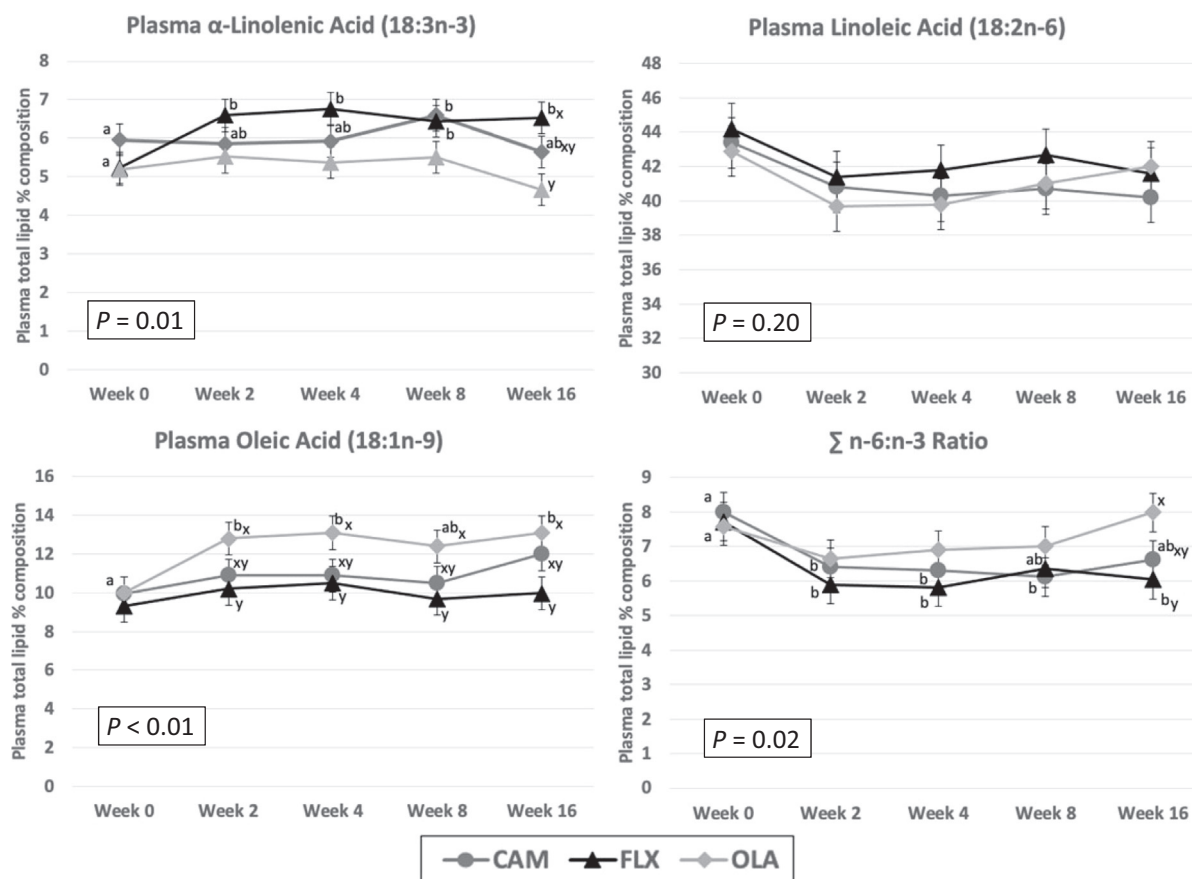 Plasma α-Linolenic Acid (18:3n-3)
Plasma total lipid % composition
8
7
6
5
4
3
2
1
0
a
a
b
ab
b
ab
b
b
b x
ab xy
y
P = 0.01
Week 0 Week 2 Week 4 Week 8 Week 16
Plasma Linoleic Acid (18:2n-6)
Plasma total lipid % composition
48
46
44
42
40
38
36
34
32
30
P = 0.20
Week 0 Week 2 Week 4 Week 8 Week 16
Plasma Oleic Acid (18:1n-9)
Plasma total lipid % composition
16
14
12
10
8
6
4
2
0
a
b x
xy
y
b x
xy
y
ab x
xy
y
b x
xy
y
P < 0.01
Week 0 Week 2 Week 4 Week 8 Week 16
∑ n-6:n-3 Ratio
Plasma total lipid % composition
9
8
7
6
5
4
3
2
1
0
a
a
b
b
b
b
ab
b
x
ab xy
b y
P = 0.02
Week 0 Week 2 Week 4 Week 8 Week 16
CAM FLX OLA